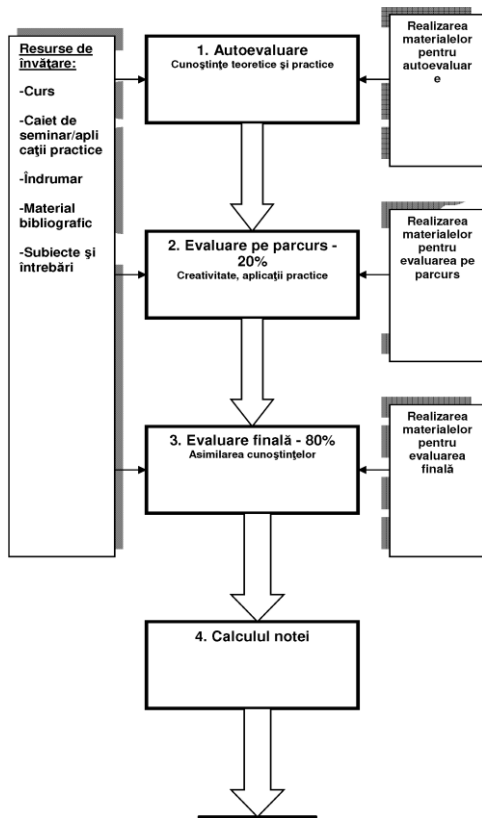 Resurse de
învăţare:
-Curs
-Caiet de
seminar/apli
caţii practice
-Îndrumar
-Material
bibliografic
-Subiecte şi
întrebări
1. Autoevaluare
Cunoştinţe teoretice şi practice
Realizarea
materialelor
pentru
autoevaluar
e
2. Evaluare pe parcurs -
20%
Creativitate, aplicaţii practice
Realizarea
materialelor
pentru
evaluarea pe
parcurs
3. Evaluare finală - 80%
Asimilarea cunoştinţelor
Realizarea
materialelor
pentru
evaluarea
finală
4. Calculul notei